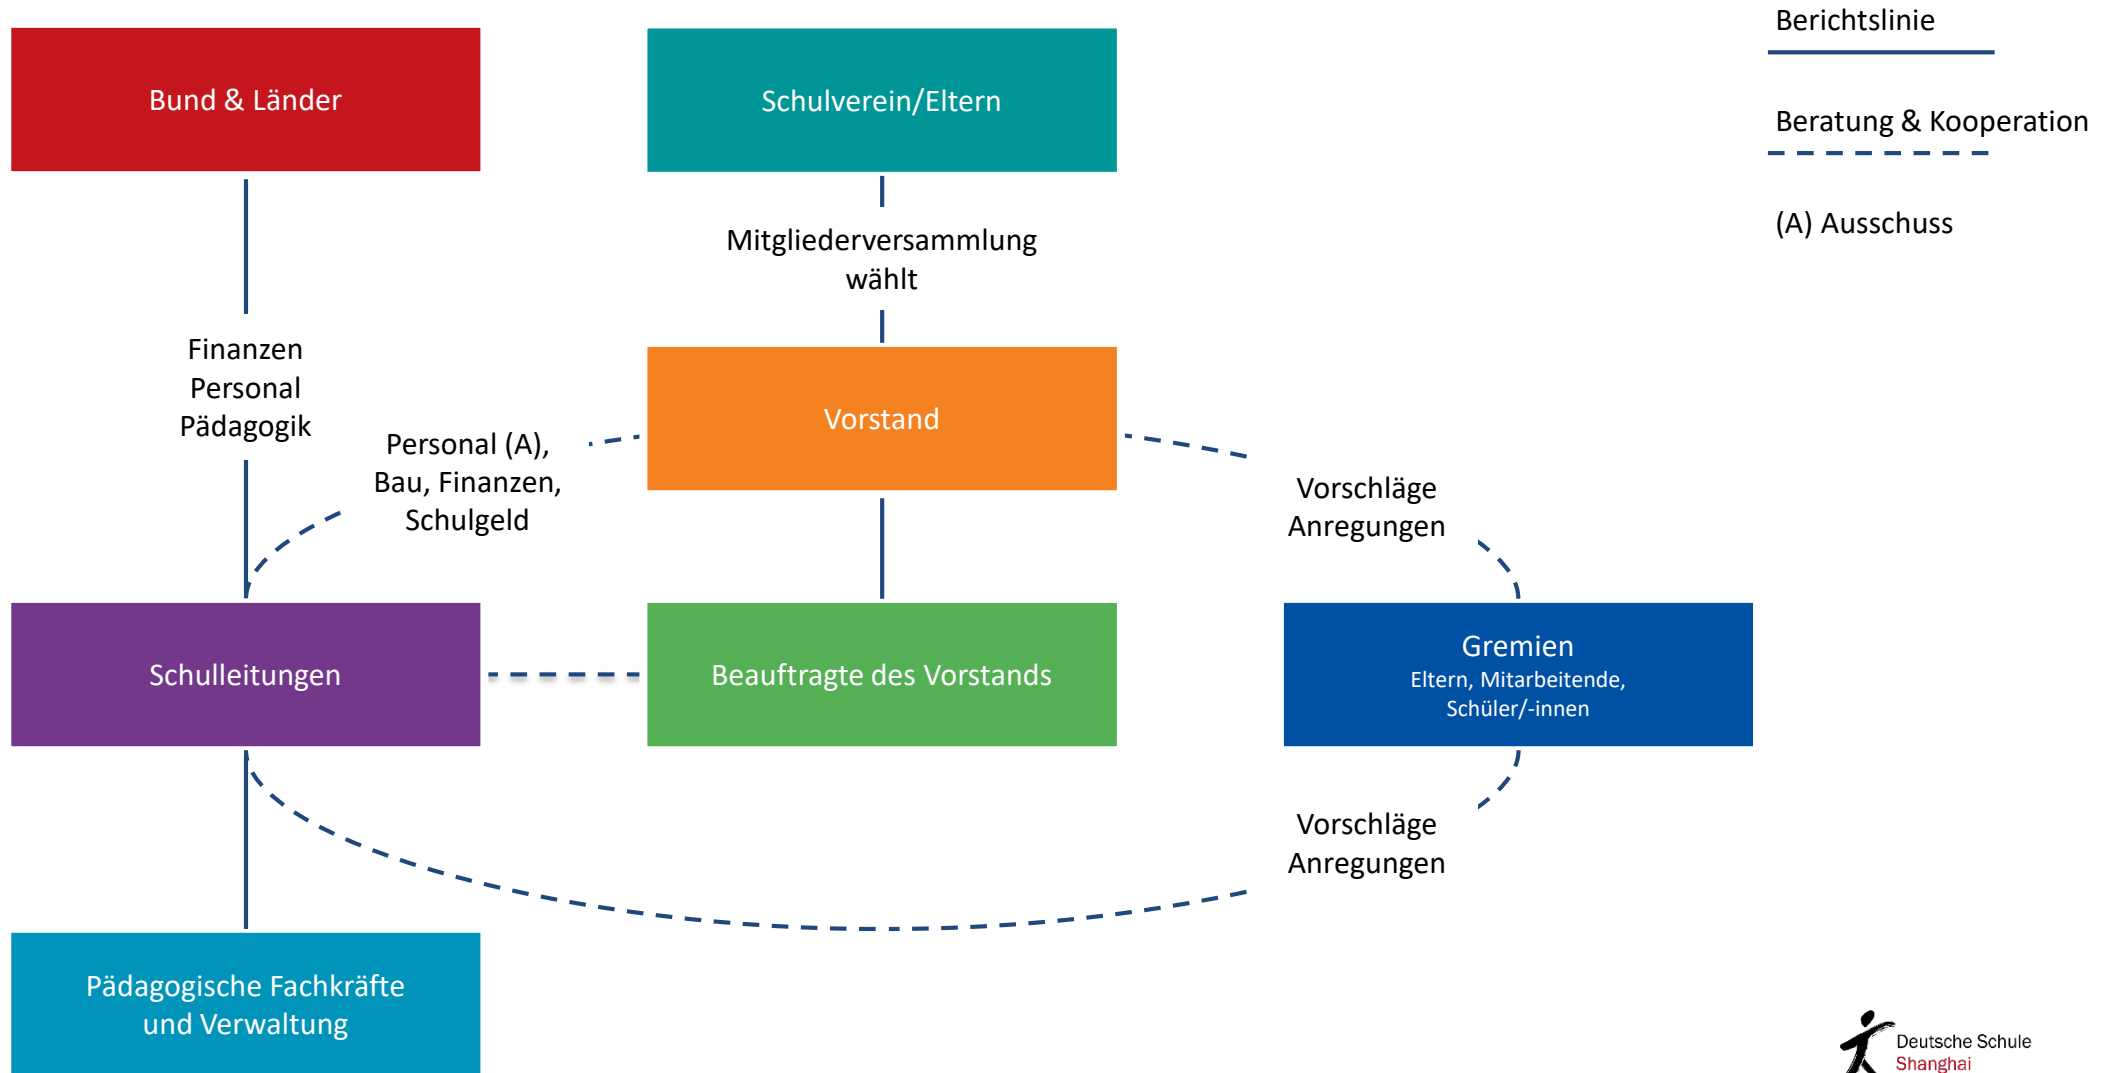 Berichtslinie
Bund & Länder
Schulverein/Eltern
Beratung & Kooperation
(A) Ausschuss
Mitgliederversammlung
wählt
Finanzen
Personal
Pädagogik
Vorstand
Personal (A),
Bau, Finanzen,
Schulgeld
Vorschläge
Anregungen
Schulleitungen
Beauftragte des Vorstands
Gremien
Eltern, Mitarbeitende,
Schüler/-innen
Vorschläge
Anregungen
Pädagogische Fachkräfte
und Verwaltung
Deutsche Schule
Shanghai